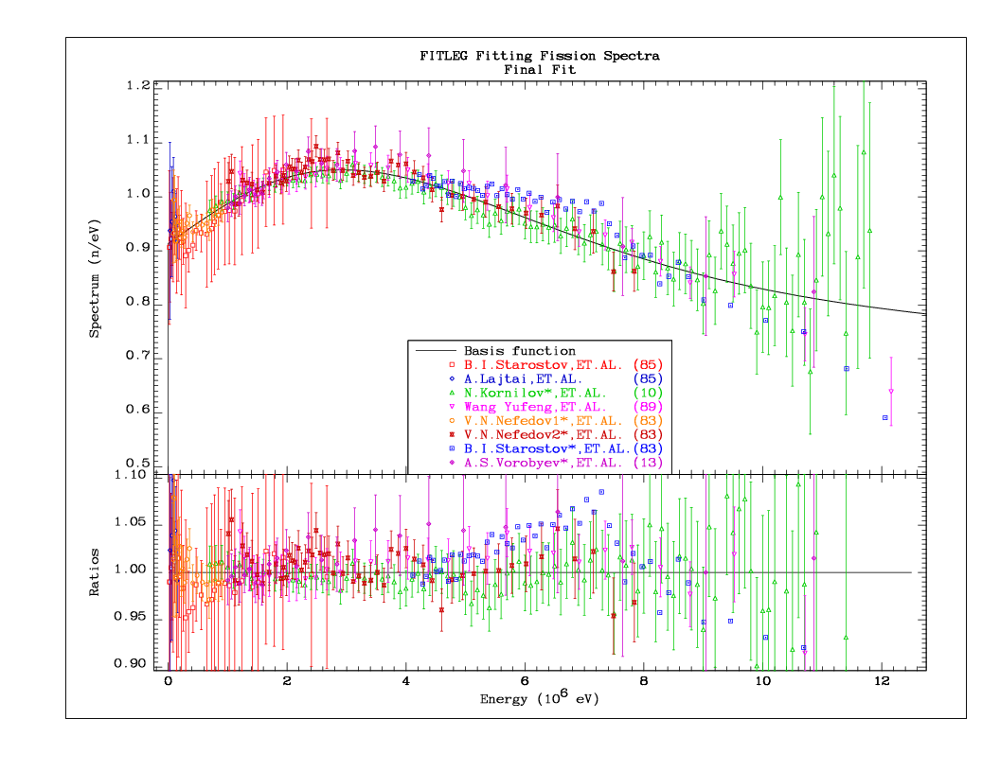 FITLEG Fitting Fission Spectra
Final Fit
1.2
1.1
1.0
0.9
0.8
0.7
0.6
0.5
Spectrum (n/eV)
Basis function
B.I.Starostov,ET.AL. (85)
A.Lajtai,ET.AL. (85)
N.Kornilov*,ET.AL. (10)
Wang Yufeng,ET.AL. (89)
V.N.Nefedov1*,ET.AL. (83)
V.N.Nefedov2*,ET.AL. (83)
B.I.Starostov*,ET.AL.(83)
A.S.Vorobyev*,ET.AL. (13)
1.10
1.05
1.00
0.95
0.90
Ratios
0 2 4 6 8 10 12
Energy (10⁶ eV)